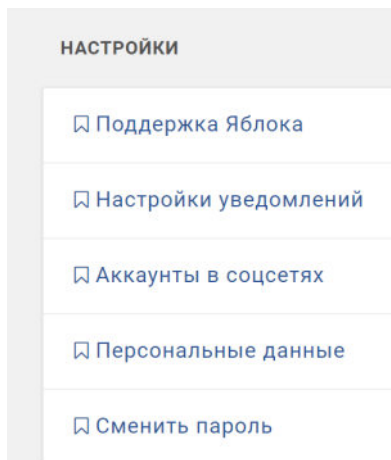 НАСТРОЙКИ
Поддержка Яблока
Настройки уведомлений
Аккаунты в соцсетях
Персональные данные
Сменить пароль